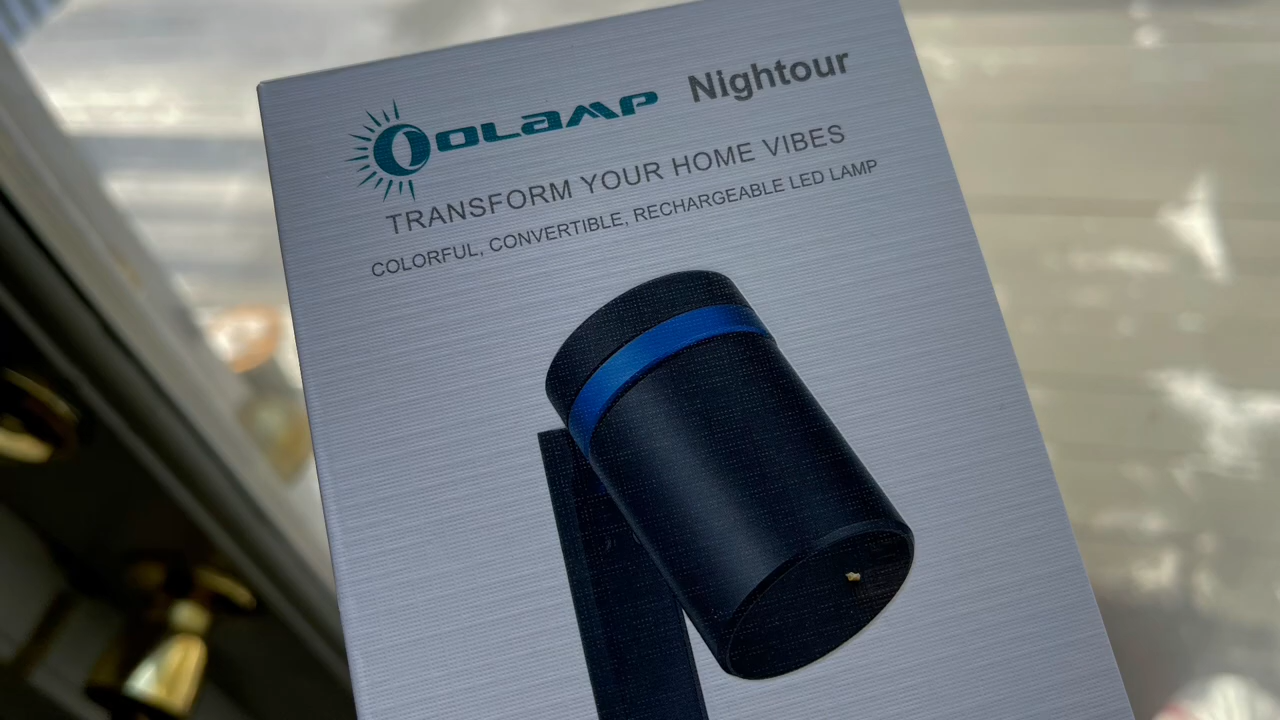 OLAMP Nightour
TRANSFORM YOUR HOME VIBES
COLORFUL, CONVERTIBLE, RECHARGEABLE LED LAMP